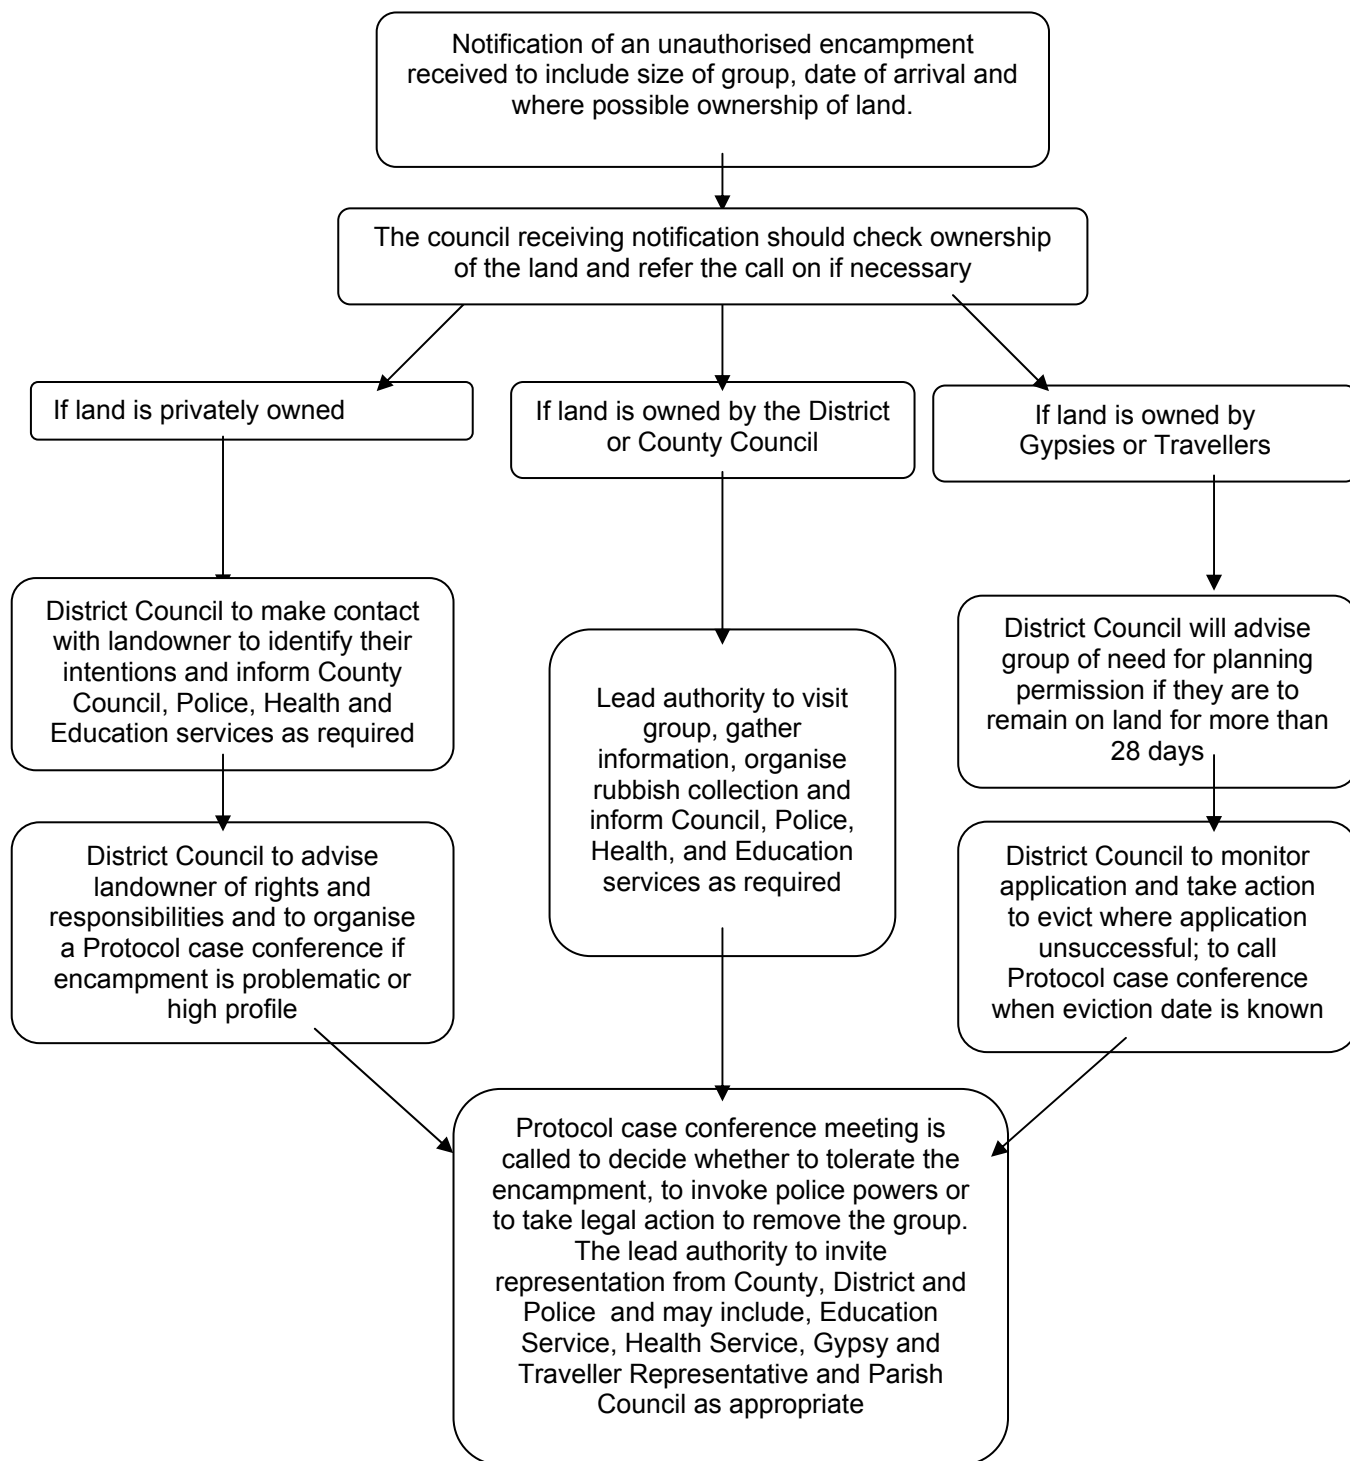 Notification of an unauthorised encampment
received to include size of group, date of arrival and
where possible ownership of land.
The council receiving notification should check ownership
of the land and refer the call on if necessary
If land is privately owned
If land is owned by the District
or County Council
If land is owned by
Gypsies or Travellers
District Council to make contact
with landowner to identify their
intentions and inform County
Council, Police, Health and
Education services as required
Lead authority to visit
group, gather
information, organise
rubbish collection and
inform Council, Police,
Health, and Education
services as required
District Council will advise
group of need for planning
permission if they are to
remain on land for more than
28 days
District Council to advise
landowner of rights and
responsibilities and to organise
a Protocol case conference if
encampment is problematic or
high profile
District Council to monitor
application and take action
to evict where application
unsuccessful; to call
Protocol case conference
when eviction date is known
Protocol case conference meeting is
called to decide whether to tolerate the
encampment, to invoke police powers or
to take legal action to remove the group.
The lead authority to invite
representation from County, District and
Police  and may include, Education
Service, Health Service, Gypsy and
Traveller Representative and Parish
Council as appropriate